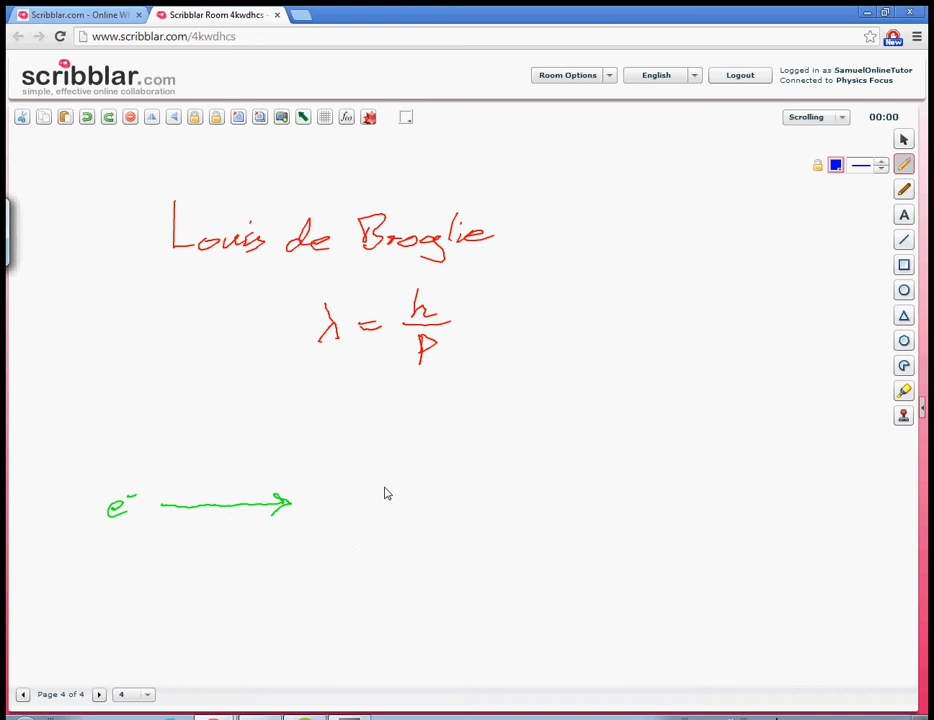 Scribblar.com - Online Wi
Scribblar Room 4kwdhcs -
www.scribblar.com/4kwdhcs
New
scribblar.com
simple, effective online collaboration
Room Options
English
Logout
Logged in as SamuelOnlineTutor
Connected to Physics Focus
f(x)
Scrolling
00:00
A
Louis de Broglie
λ = h/P
e⁻
Page 4 of 4
4